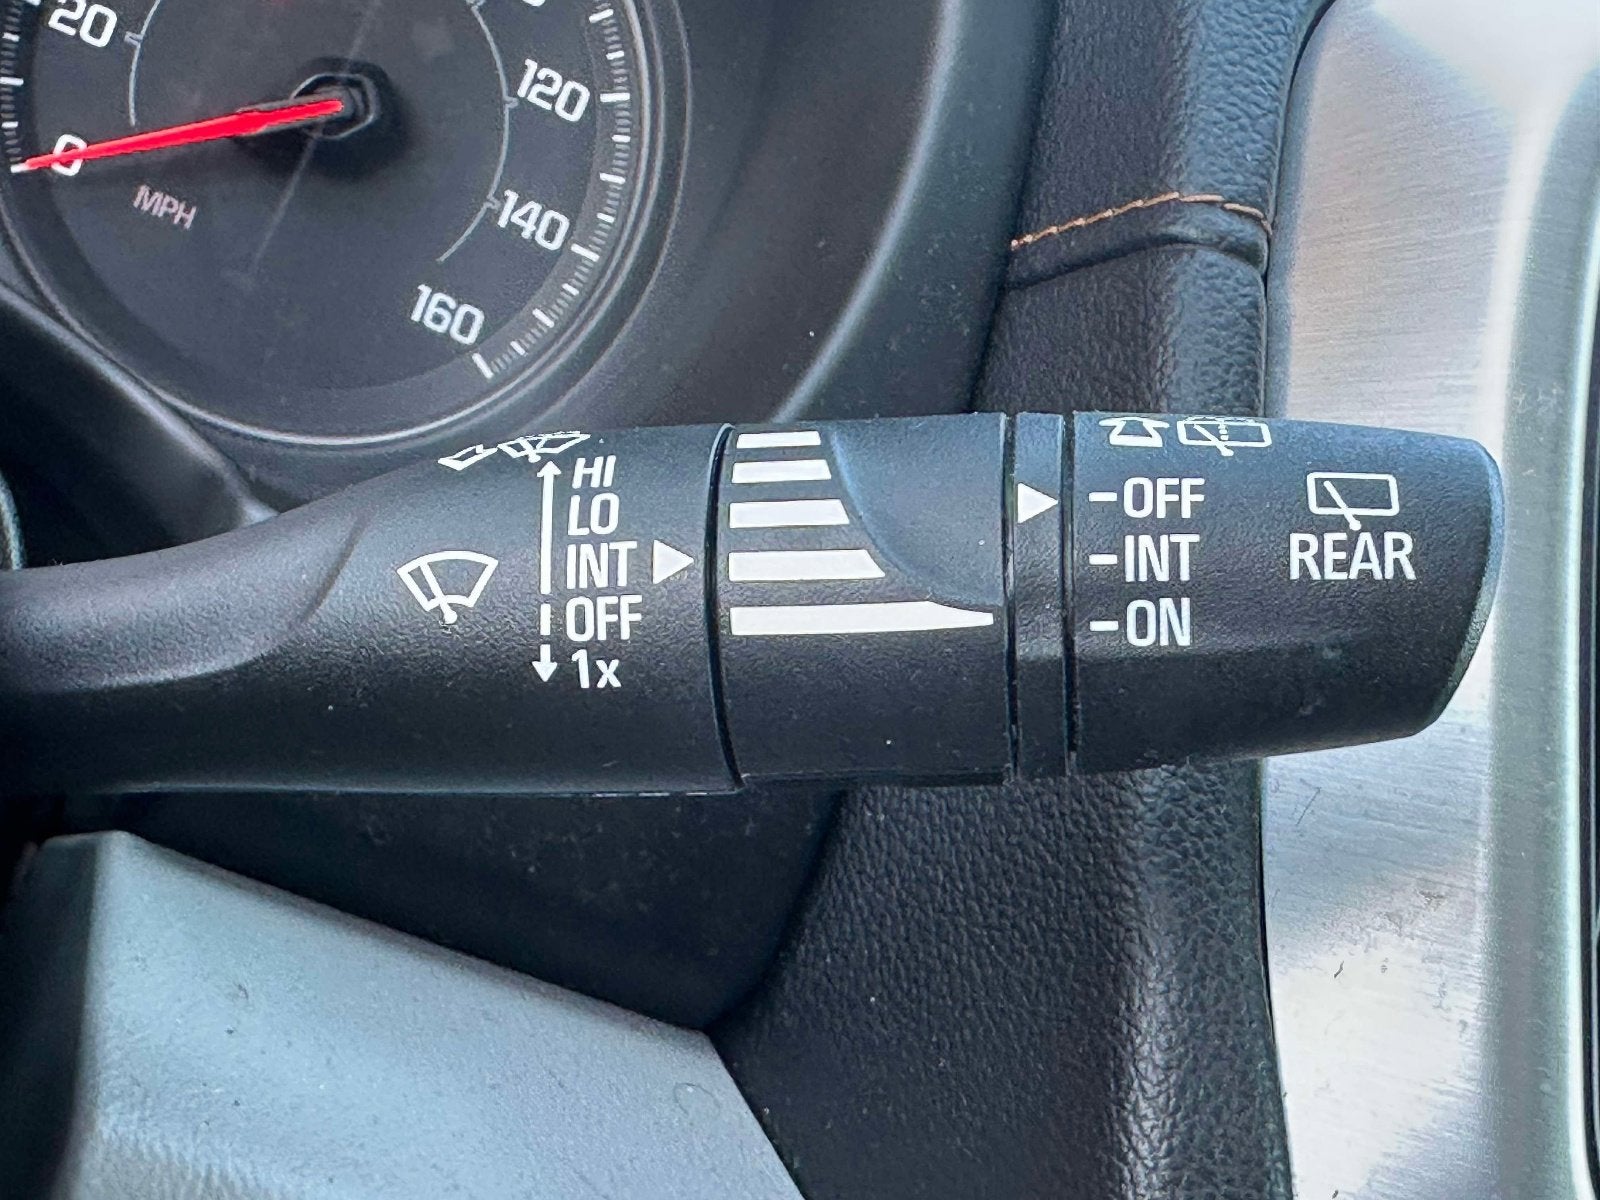 20
0
MPH
120
140
160
HI
LO
INT
OFF
1x
-OFF
-INT
-ON
REAR